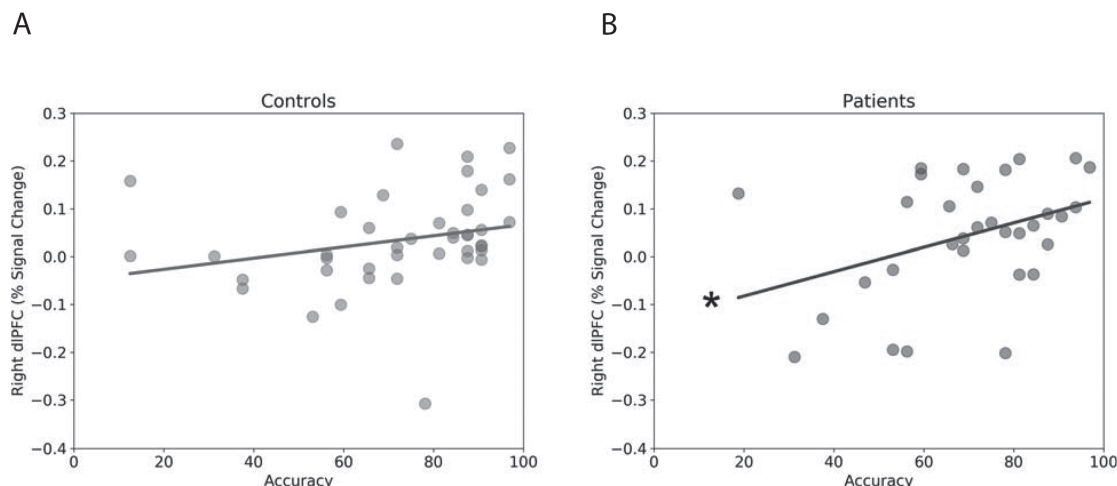 A
B
Controls
Patients
Right dlPFC (% Signal Change)
0.3
0.2
0.1
0.0
−0.1
−0.2
−0.3
−0.4
0 20 40 60 80 100
Accuracy
Right dlPFC (% Signal Change)
0.3
0.2
0.1
0.0
−0.1
−0.2
−0.3
−0.4
*
0 20 40 60 80 100
Accuracy